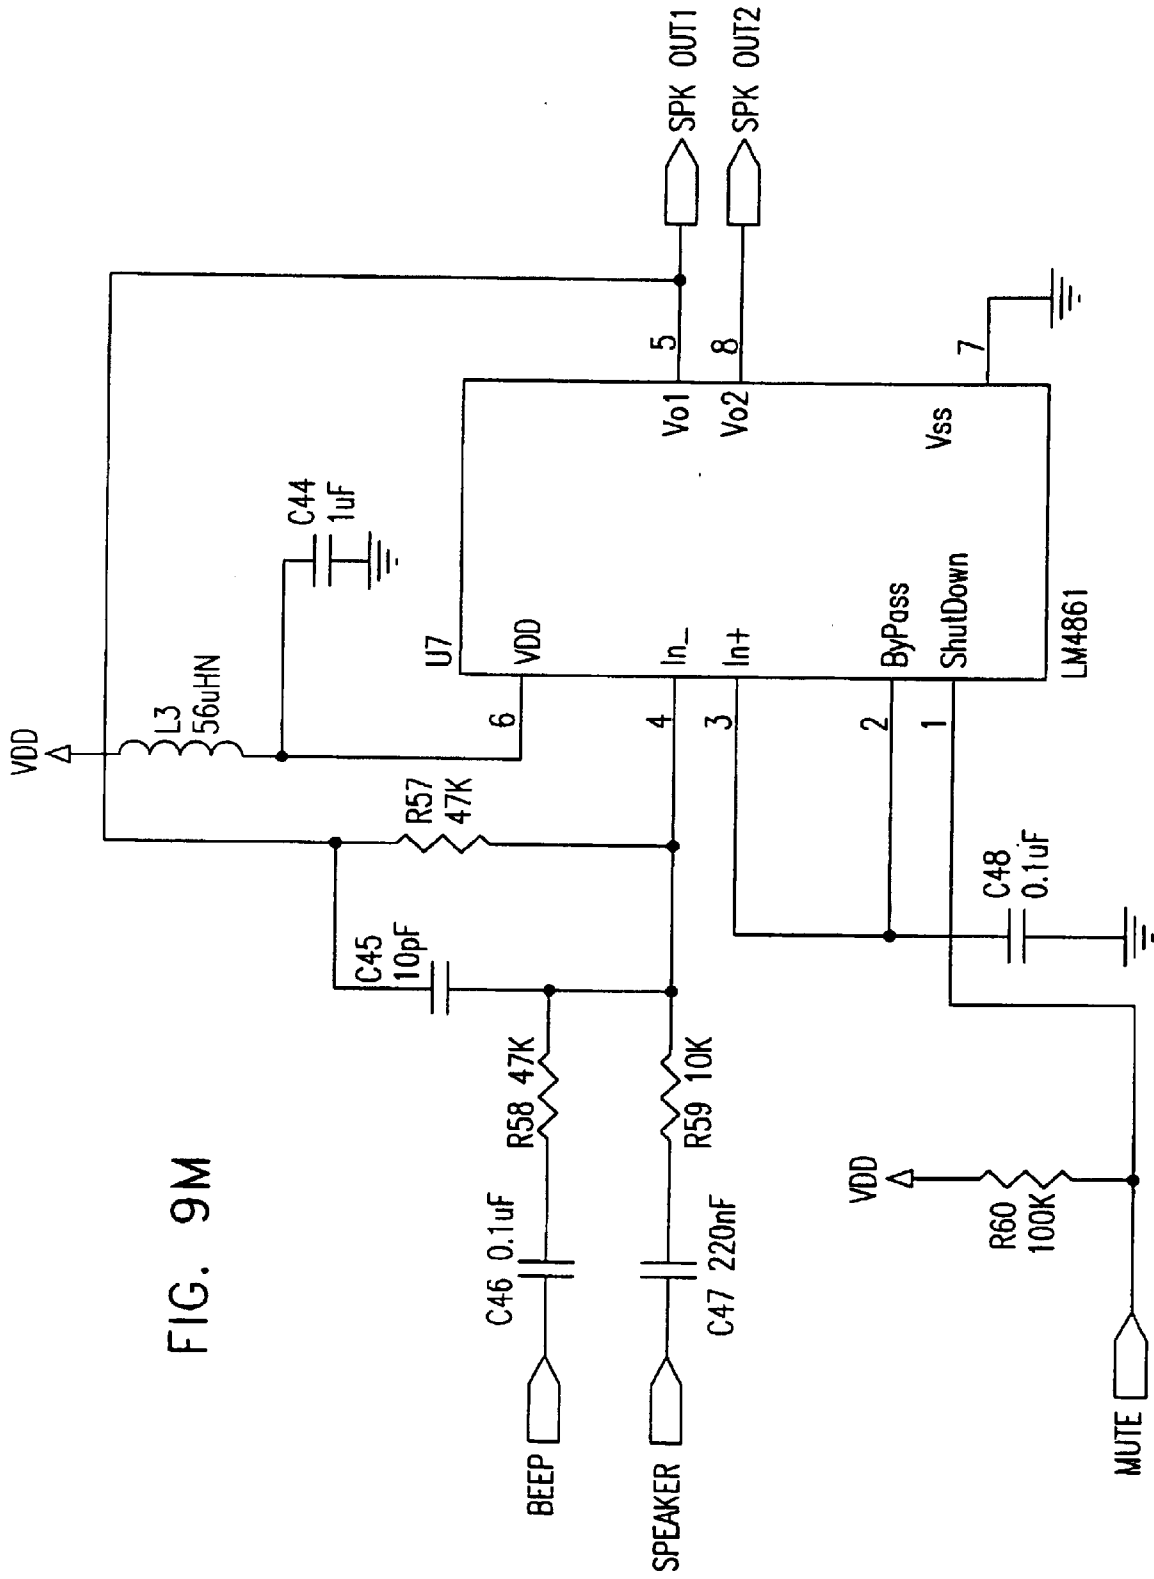 FIG. 9M
VDD
L3
56uHN
C44
1uF
R57
47K
C45
10pF
U7
VDD
6
In_
4
In+
3
ByPass
2
ShutDown
1
Vo1
5
Vo2
8
Vss
7
LM4861
SPK OUT1
SPK OUT2
BEEP
C46 0.1uF
R58 47K
SPEAKER
C47 220nF
R59 10K
C48
0.1uF
VDD
R60
100K
MUTE